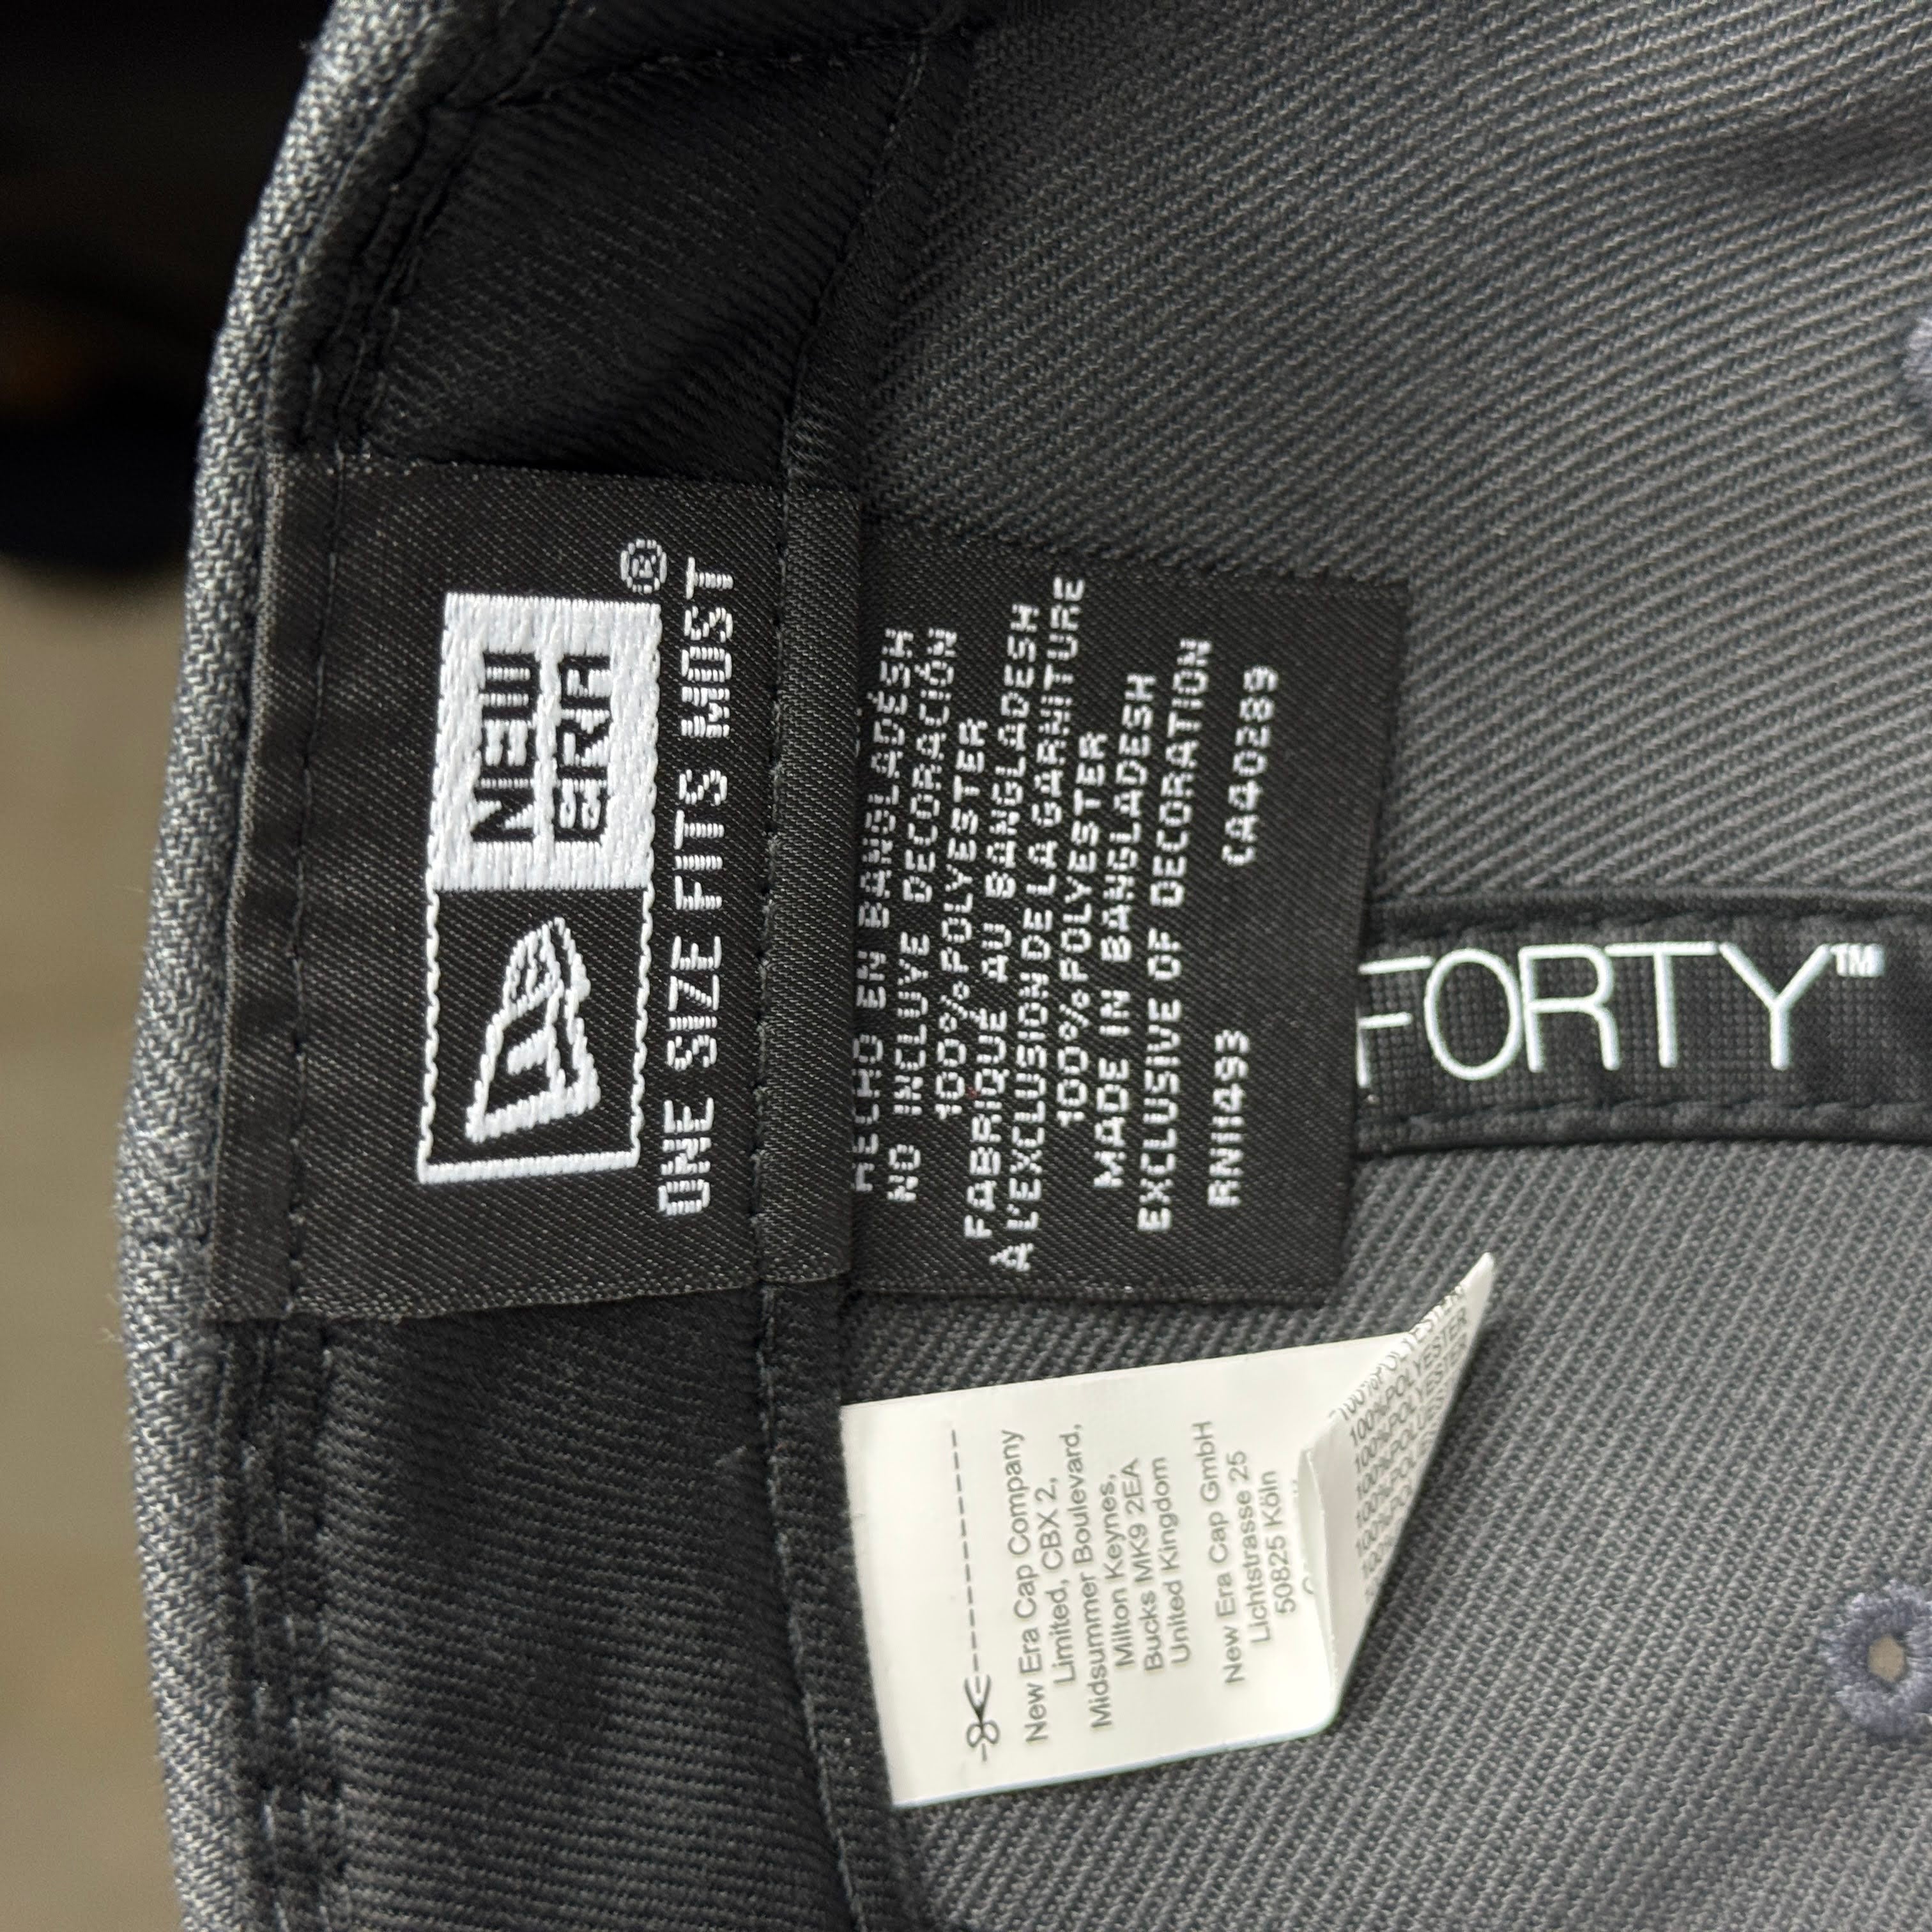 NEW
ERA®
ONE SIZE FITS MOST
HECHO EN BANGLADÉSH
NO INCLUYE DECORACIÓN
100% POLYESTER
FABRIQUÉ AU BANGLADESH
À L'EXCLUSION DE LA GARNITURE
100% POLYESTER
MADE IN BANGLADESH
EXCLUSIVE OF DECORATION
RN11493 CA40289
FORTY™
New Era Cap Company
Limited, CBX 2,
Midsummer Boulevard,
Milton Keynes,
Bucks MK9 2EA
United Kingdom
New Era Cap GmbH
Lichtstrasse 25
50825 Köln
100%POLYESTER
100%POLYESTER
100%POLYESTER